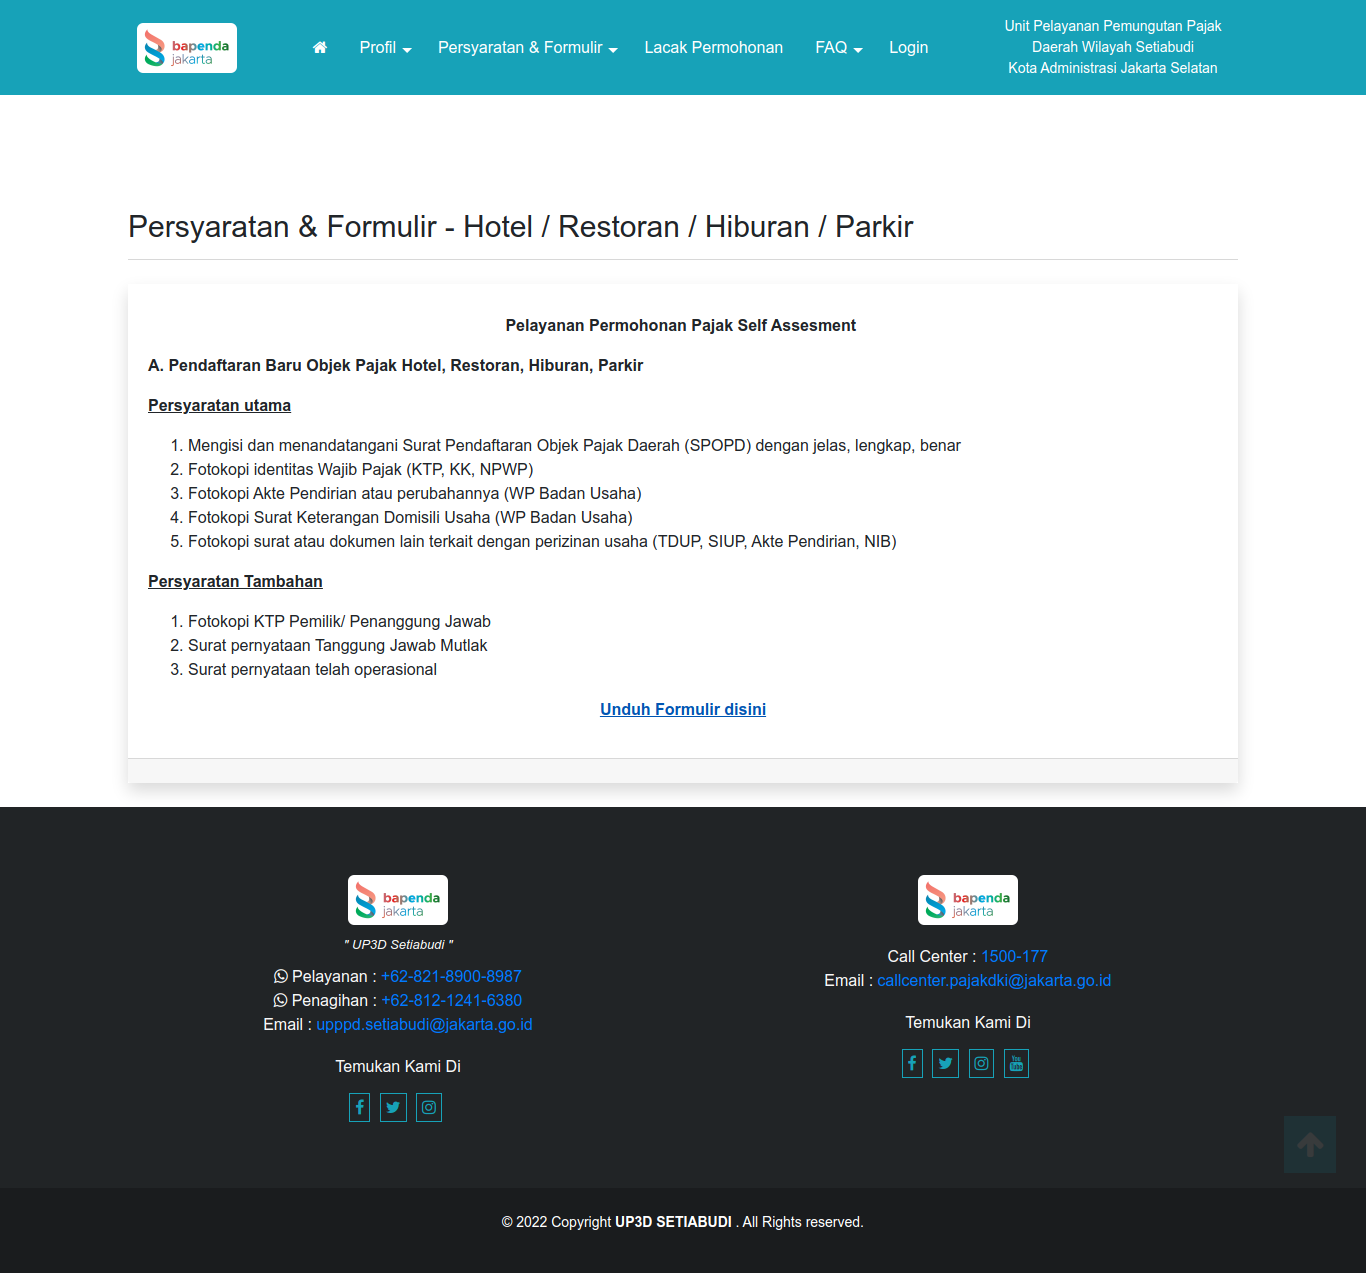 bapenda
jakarta
Profil
Persyaratan & Formulir
Lacak Permohonan
FAQ
Login
Unit Pelayanan Pemungutan Pajak
Daerah Wilayah Setiabudi
Kota Administrasi Jakarta Selatan
Persyaratan & Formulir - Hotel / Restoran / Hiburan / Parkir
Pelayanan Permohonan Pajak Self Assesment
A. Pendaftaran Baru Objek Pajak Hotel, Restoran, Hiburan, Parkir
Persyaratan utama
1. Mengisi dan menandatangani Surat Pendaftaran Objek Pajak Daerah (SPOPD) dengan jelas, lengkap, benar
2. Fotokopi identitas Wajib Pajak (KTP, KK, NPWP)
3. Fotokopi Akte Pendirian atau perubahannya (WP Badan Usaha)
4. Fotokopi Surat Keterangan Domisili Usaha (WP Badan Usaha)
5. Fotokopi surat atau dokumen lain terkait dengan perizinan usaha (TDUP, SIUP, Akte Pendirian, NIB)
Persyaratan Tambahan
1. Fotokopi KTP Pemilik/ Penanggung Jawab
2. Surat pernyataan Tanggung Jawab Mutlak
3. Surat pernyataan telah operasional
Unduh Formulir disini
bapenda
jakarta
" UP3D Setiabudi "
Pelayanan : +62-821-8900-8987
Penagihan : +62-812-1241-6380
Email : upppd.setiabudi@jakarta.go.id
Temukan Kami Di
bapenda
jakarta
Call Center : 1500-177
Email : callcenter.pajakdki@jakarta.go.id
Temukan Kami Di
You
Tube
© 2022 Copyright UP3D SETIABUDI . All Rights reserved.